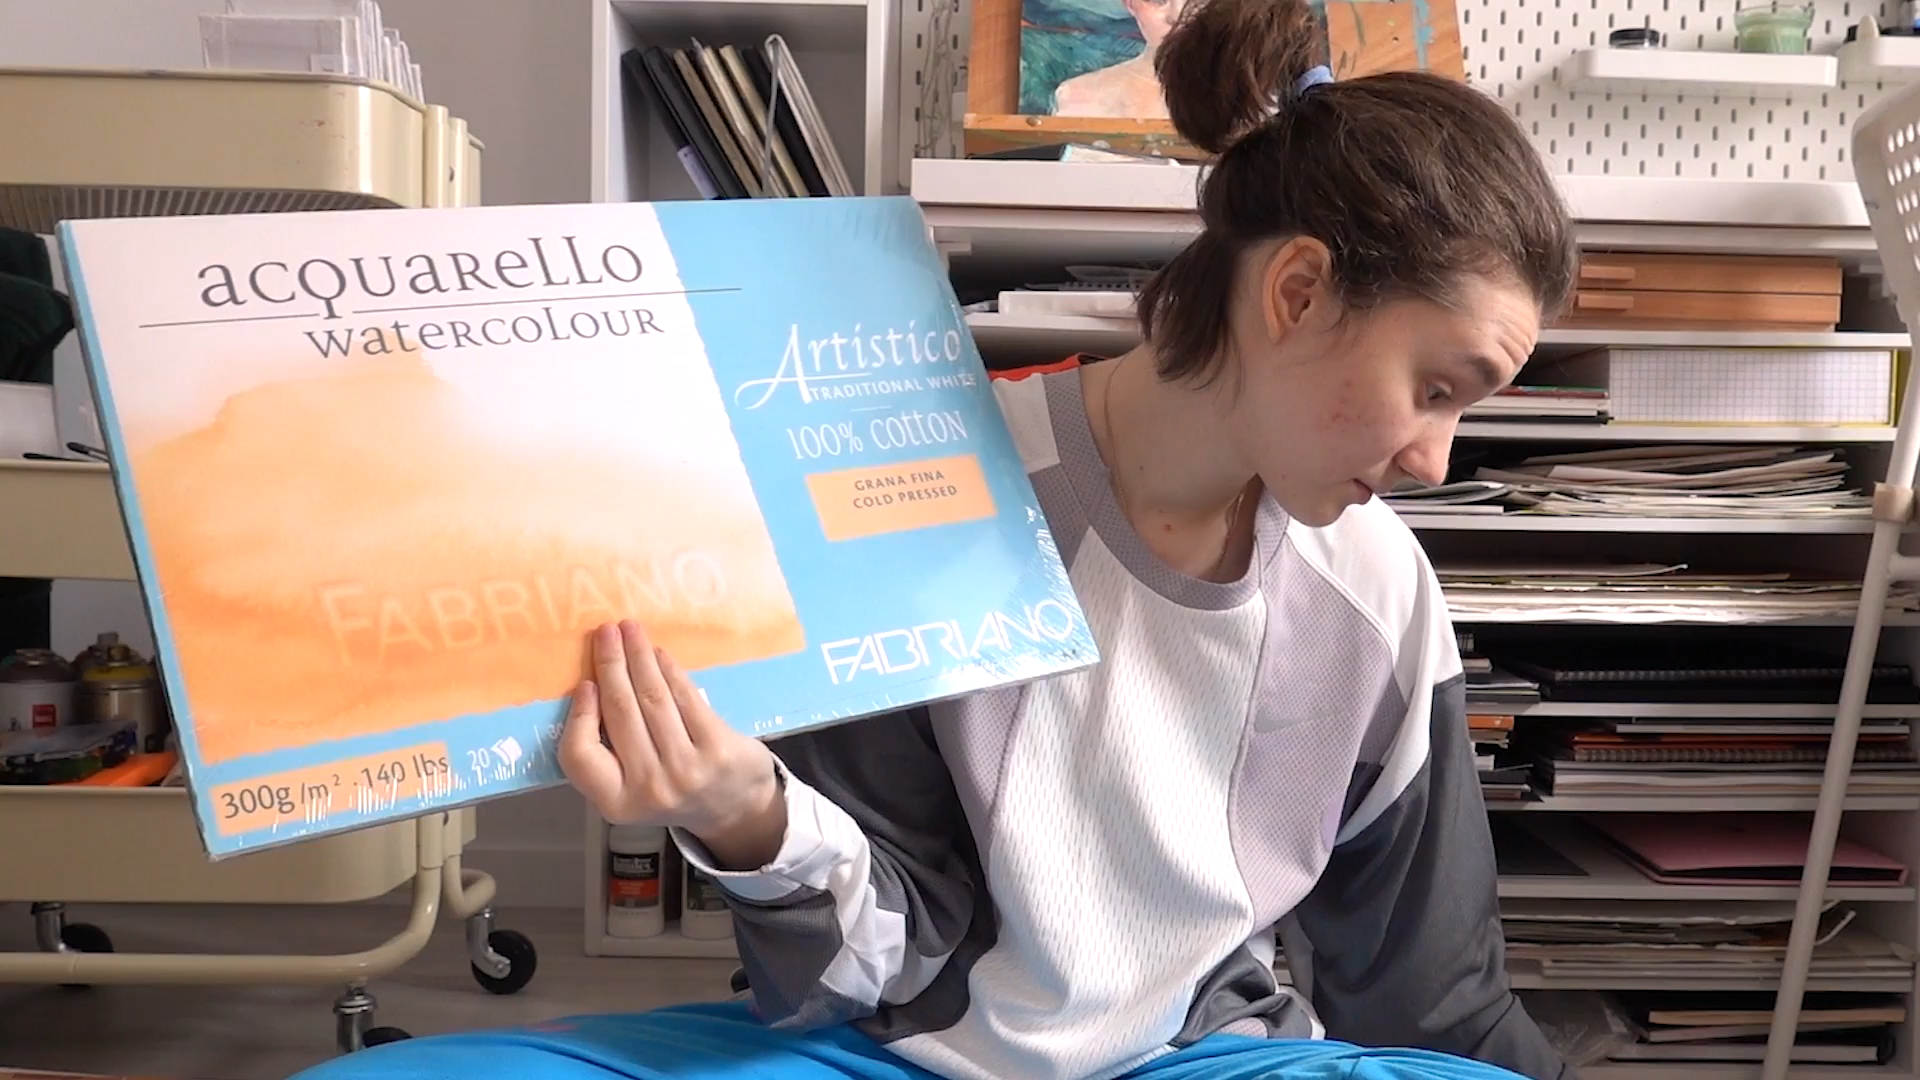 acquarello
watercolour
Artistico
TRADITIONAL WHITE
100% cotton
GRANA FINA
COLD PRESSED
FABRIANO
FABRIANO
300g/m² . 140 lbs
20